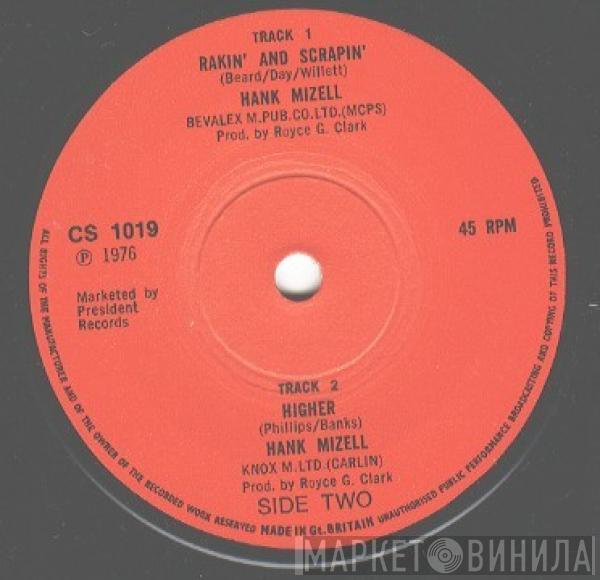 TRACK 1
RAKIN' AND SCRAPIN'
(Beard/Day/Willett)
HANK MIZELL
BEVALEX M.PUB.CO.LTD.(MCPS)
Prod. by Royce G. Clark
CS 1019
℗ 1976
45 RPM
Marketed by
President
Records
TRACK 2
HIGHER
(Phillips/Banks)
HANK MIZELL
KNOX M.LTD.(CARLIN)
Prod. by Royce G. Clark
SIDE TWO
ALL RIGHTS OF THE MANUFACTURER AND OF THE OWNER OF THE RECORDED WORK RESERVED MADE IN Gt. BRITAIN UNAUTHORISED PUBLIC PERFORMANCE BROADCASTING AND COPYING OF THIS RECORD PROHIBITED
МАРКЕТ ВИНИЛА